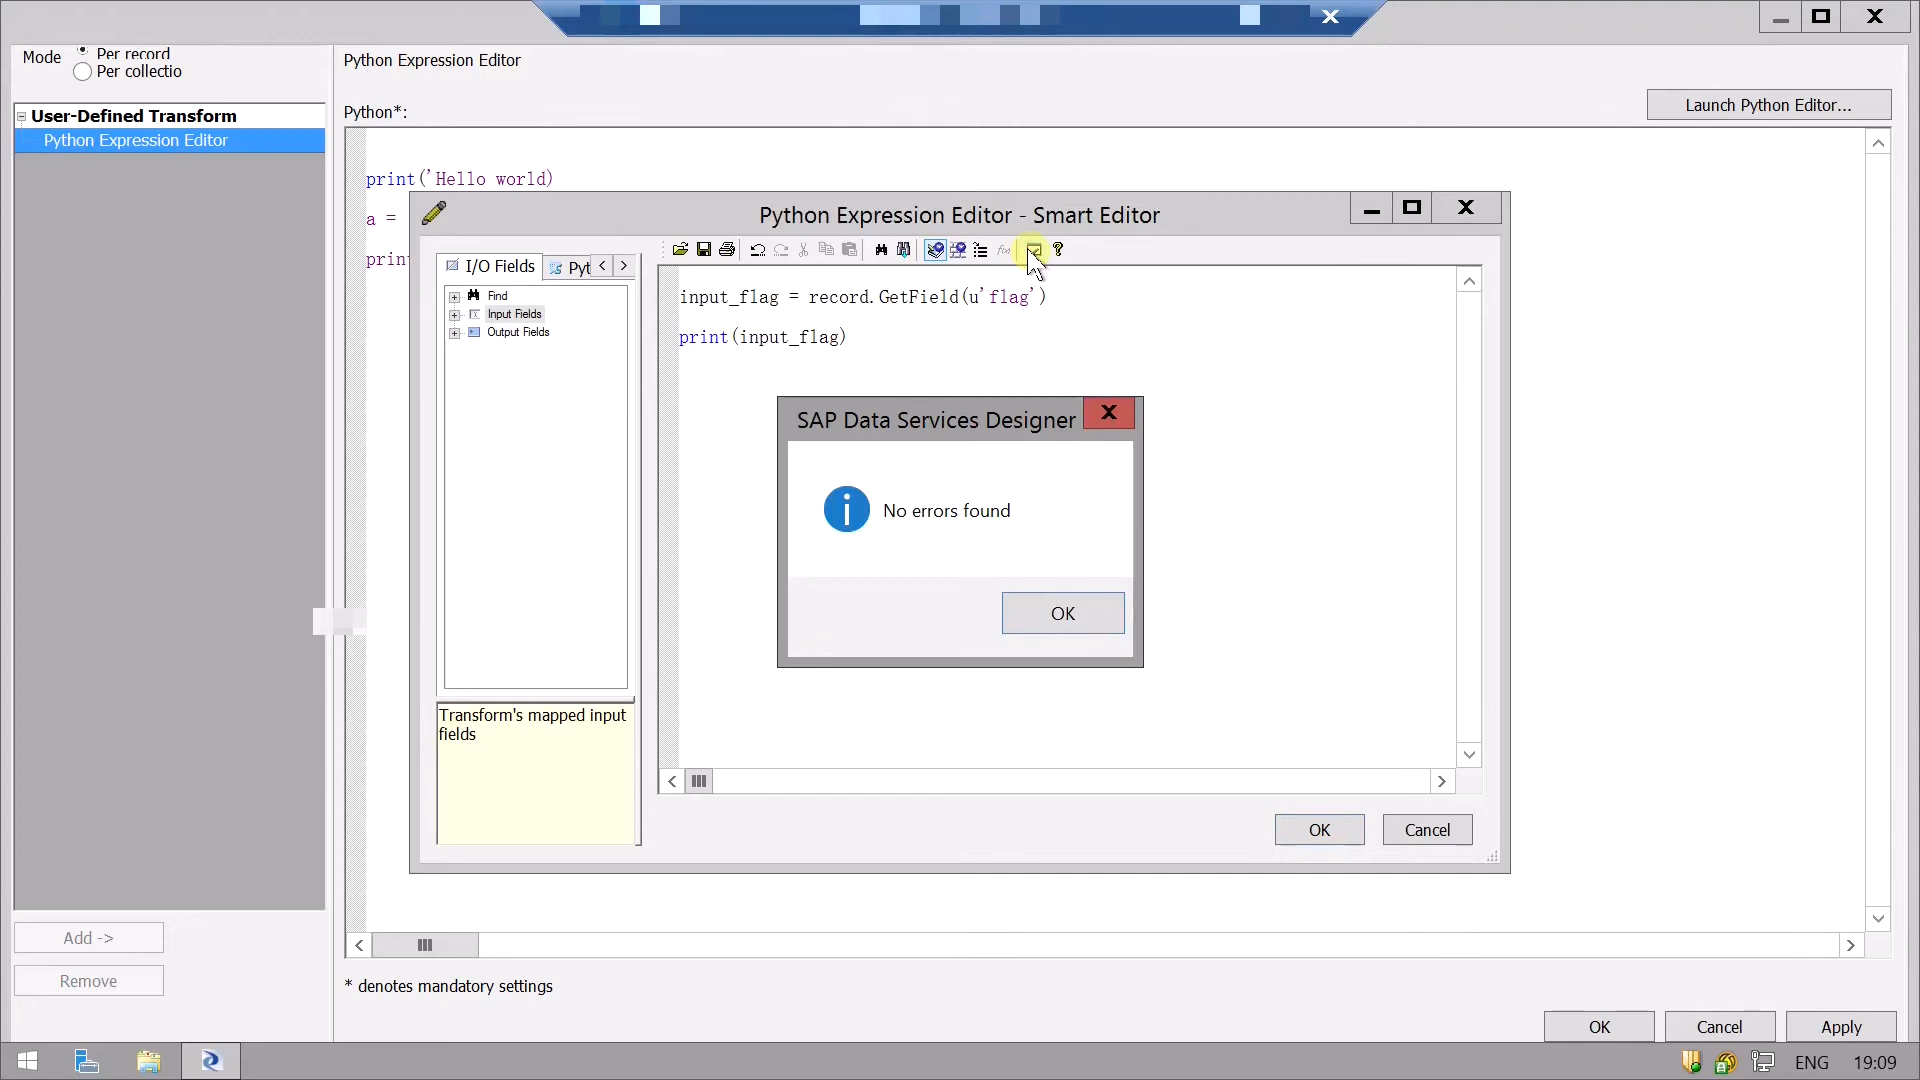 Mode
Per record
Per collectio
User-Defined Transform
Python Expression Editor
Add ->
Remove
Python Expression Editor
Python*:
Launch Python Editor...
print('Hello world)
a =
prin
Python Expression Editor - Smart Editor
I/O Fields
Pyt
Find
Input Fields
Output Fields
Transform's mapped input
fields
input_flag = record.GetField(u'flag')
print(input_flag)
SAP Data Services Designer
No errors found
OK
OK
Cancel
* denotes mandatory settings
OK
Cancel
Apply
ENG
19:09